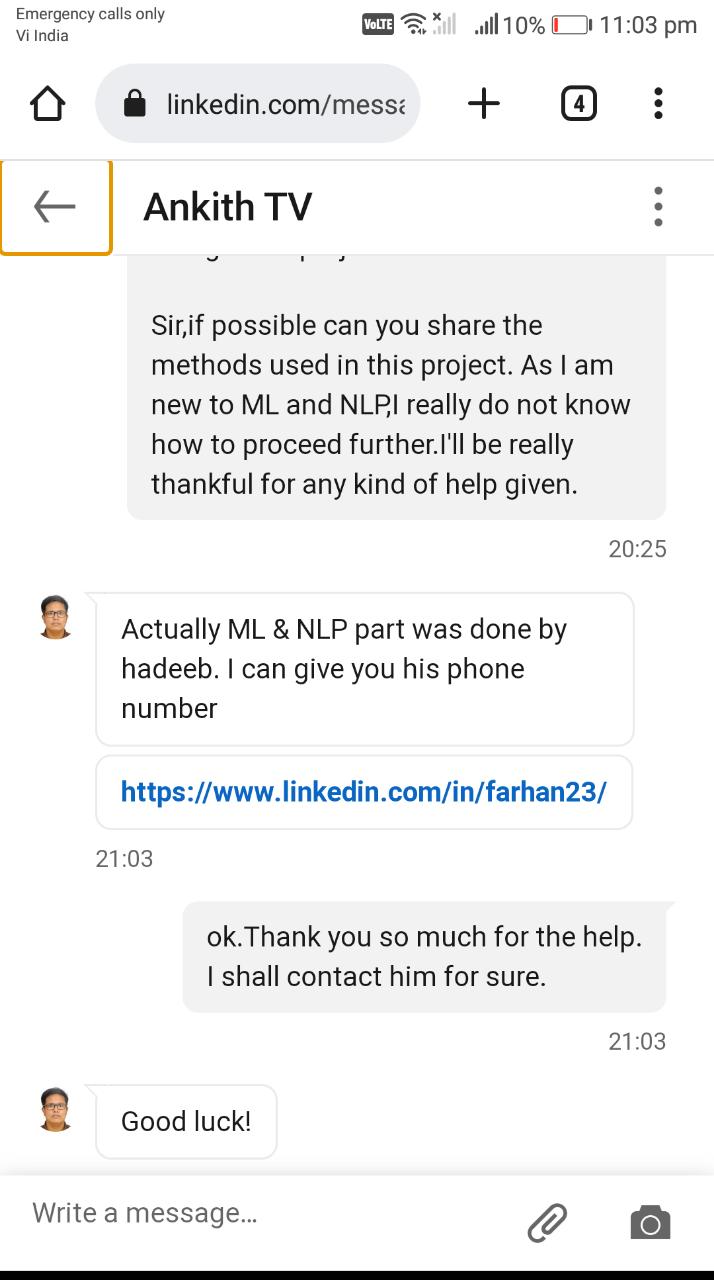 Emergency calls only
Vi India
VoLTE 10% 11:03 pm
linkedin.com/messa
4
Ankith TV
Sir,if possible can you share the
methods used in this project. As I am
new to ML and NLP,I really do not know
how to proceed further.I'll be really
thankful for any kind of help given.
20:25
Actually ML & NLP part was done by
hadeeb. I can give you his phone
number
https://www.linkedin.com/in/farhan23/
21:03
ok.Thank you so much for the help.
I shall contact him for sure.
21:03
Good luck!
Write a message…